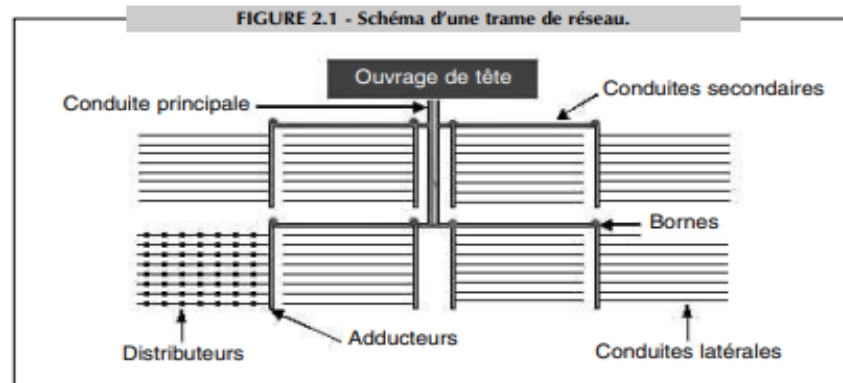 FIGURE 2.1 - Schéma d'une trame de réseau.
Ouvrage de tête
Conduite principale
Conduites secondaires
Bornes
Distributeurs
Adducteurs
Conduites latérales